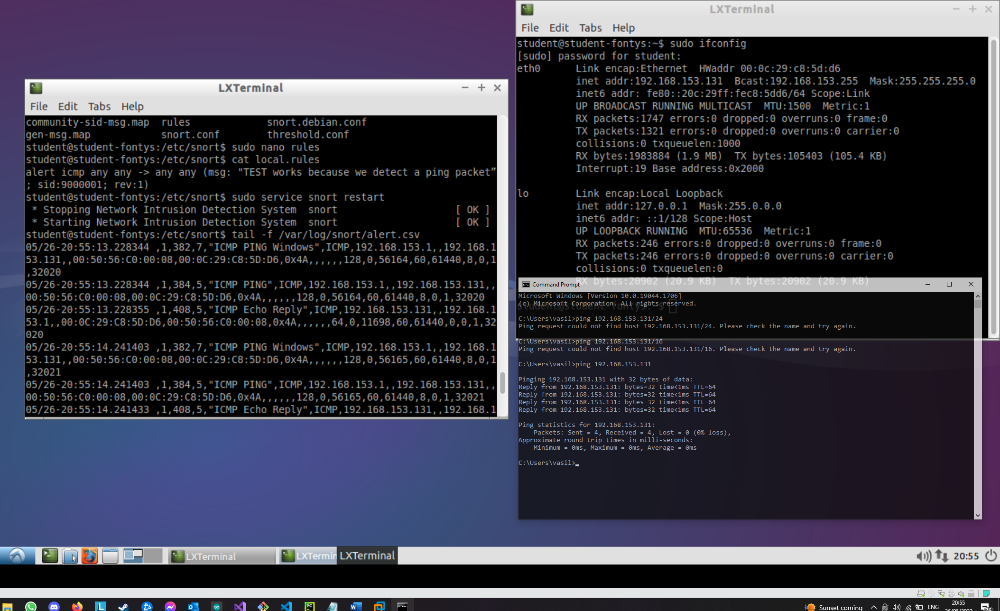 LXTerminal
File Edit Tabs Help
community-sid-msg.map rules snort.debian.conf
gen-msg.map snort.conf threshold.conf
student@student-fontys:/etc/snort$ sudo nano rules
student@student-fontys:/etc/snort$ cat local.rules
alert icmp any any -> any any (msg: "TEST works because we detect a ping packet”
; sid:9000001; rev:1)
student@student-fontys:/etc/snort$ sudo service snort restart
* Stopping Network Intrusion Detection System snort [ OK ]
* Starting Network Intrusion Detection System snort [ OK ]
student@student-fontys:/etc/snort$ tail -f /var/log/snort/alert.csv
05/26-20:55:13.228344 ,1,382,7,"ICMP PING Windows",ICMP,192.168.153.1,,192.168.1
53.131,,00:50:56:C0:00:08,00:0C:29:C8:5D:D6,0x4A,,,,,,128,0,56164,60,61440,8,0,1
,32020
05/26-20:55:13.228344 ,1,384,5,"ICMP PING",ICMP,192.168.153.1,,192.168.153.131,,
00:50:56:C0:00:08,00:0C:29:C8:5D:D6,0x4A,,,,,,128,0,56164,60,61440,8,0,1,32020
05/26-20:55:13.228355 ,1,408,5,"ICMP Echo Reply",ICMP,192.168.153.131,,192.168.1
53.1,,00:0C:29:C8:5D:D6,00:50:56:C0:00:08,0x4A,,,,,,64,0,11698,60,61440,0,0,1,32
020
05/26-20:55:14.241403 ,1,382,7,"ICMP PING Windows",ICMP,192.168.153.1,,192.168.1
53.131,,00:50:56:C0:00:08,00:0C:29:C8:5D:D6,0x4A,,,,,,128,0,56165,60,61440,8,0,1
,32021
05/26-20:55:14.241403 ,1,384,5,"ICMP PING",ICMP,192.168.153.1,,192.168.153.131,,
00:50:56:C0:00:08,00:0C:29:C8:5D:D6,0x4A,,,,,,128,0,56165,60,61440,8,0,1,32021
05/26-20:55:14.241433 ,1,408,5,"ICMP Echo Reply",ICMP,192.168.153.131,,192.168.1
LXTerminal
File Edit Tabs Help
student@student-fontys:~$ sudo ifconfig
[sudo] password for student:
eth0 Link encap:Ethernet HWaddr 00:0c:29:c8:5d:d6
inet addr:192.168.153.131 Bcast:192.168.153.255 Mask:255.255.255.0
inet6 addr: fe80::20c:29ff:fec8:5dd6/64 Scope:Link
UP BROADCAST RUNNING MULTICAST MTU:1500 Metric:1
RX packets:1747 errors:0 dropped:0 overruns:0 frame:0
TX packets:1321 errors:0 dropped:0 overruns:0 carrier:0
collisions:0 txqueuelen:1000
RX bytes:1983884 (1.9 MB) TX bytes:105403 (105.4 KB)
Interrupt:19 Base address:0x2000
lo Link encap:Local Loopback
inet addr:127.0.0.1 Mask:255.0.0.0
inet6 addr: ::1/128 Scope:Host
UP LOOPBACK RUNNING MTU:65536 Metric:1
RX packets:246 errors:0 dropped:0 overruns:0 frame:0
TX packets:246 errors:0 dropped:0 overruns:0 carrier:0
collisions:0 txqueuelen:0
RX bytes:20902 (20.9 KB) TX bytes:20902 (20.9 KB)
student@student-fontys:~$
Command Prompt
Microsoft Windows [Version 10.0.19044.1706]
(c) Microsoft Corporation. All rights reserved.
C:\Users\vasil>ping 192.168.153.131/24
Ping request could not find host 192.168.153.131/24. Please check the name and try again.
C:\Users\vasil>ping 192.168.153.131/16
Ping request could not find host 192.168.153.131/16. Please check the name and try again.
C:\Users\vasil>ping 192.168.153.131
Pinging 192.168.153.131 with 32 bytes of data:
Reply from 192.168.153.131: bytes=32 time<1ms TTL=64
Reply from 192.168.153.131: bytes=32 time<1ms TTL=64
Reply from 192.168.153.131: bytes=32 time<1ms TTL=64
Reply from 192.168.153.131: bytes=32 time<1ms TTL=64
Ping statistics for 192.168.153.131:
Packets: Sent = 4, Received = 4, Lost = 0 (0% loss),
Approximate round trip times in milli-seconds:
Minimum = 0ms, Maximum = 0ms, Average = 0ms
C:\Users\vasil>
LXTerminal LXTermin LXTerminal 20:55
Sunset coming ENG 20:55